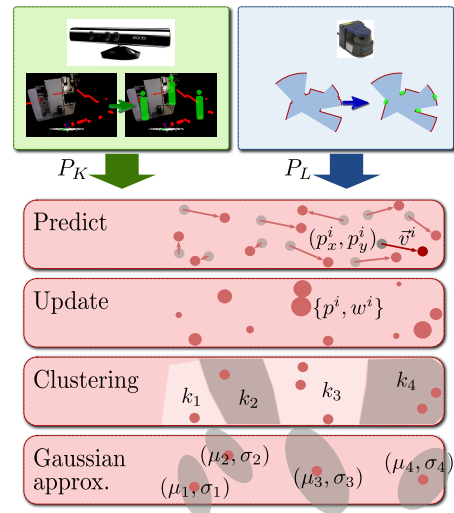 P_K
P_L
Predict
(p_x^i, p_y^i) v⃗^i
Update
{p^i, w^i}
Clustering
k_1 k_2 k_3 k_4
Gaussian
approx.
(μ_1, σ_1) (μ_2, σ_2) (μ_3, σ_3) (μ_4, σ_4)